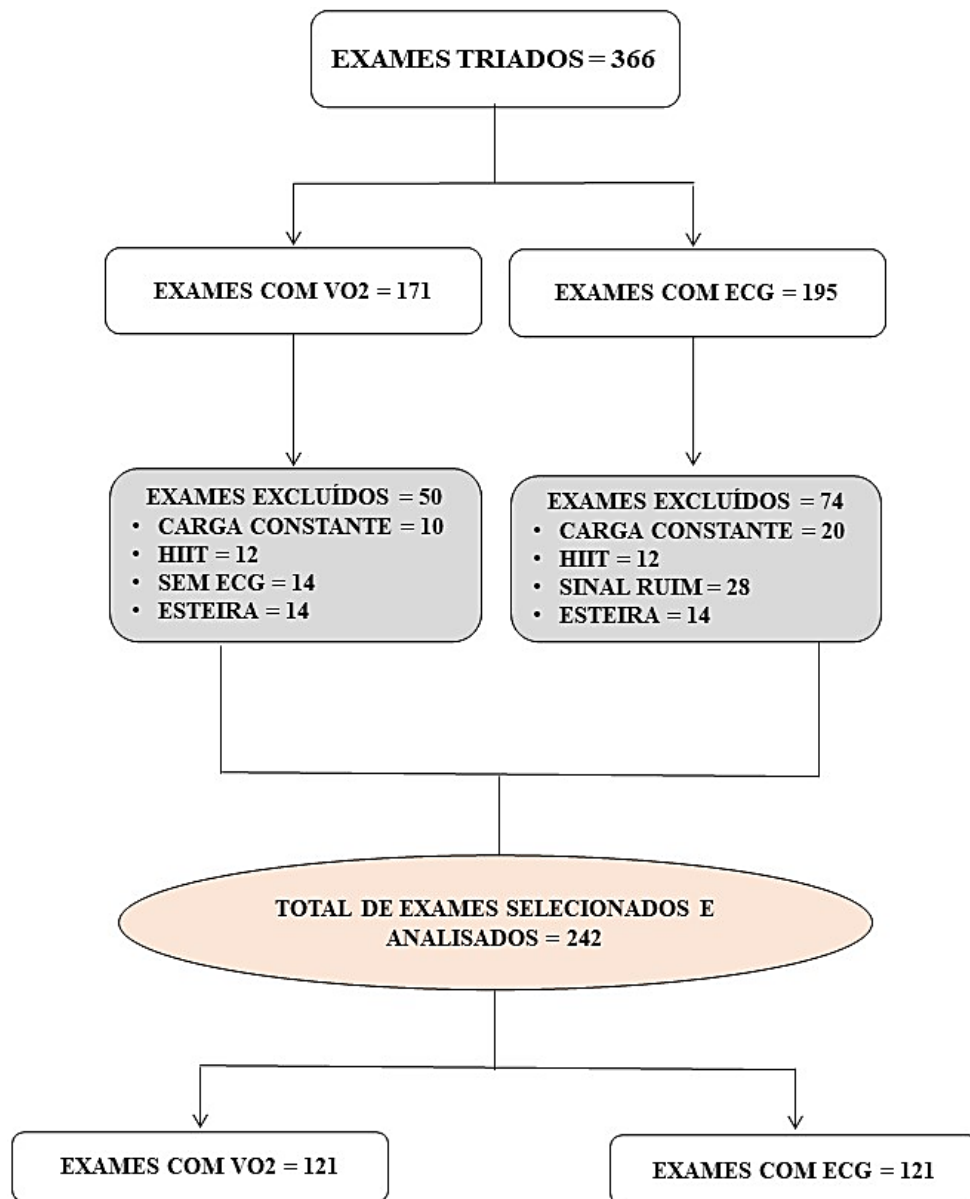 EXAMES TRIADOS = 366
EXAMES COM VO2 = 171
EXAMES COM ECG = 195
EXAMES EXCLUÍDOS = 50
• CARGA CONSTANTE = 10
• HIIT = 12
• SEM ECG = 14
• ESTEIRA = 14
EXAMES EXCLUÍDOS = 74
• CARGA CONSTANTE = 20
• HIIT = 12
• SINAL RUIM = 28
• ESTEIRA = 14
TOTAL DE EXAMES SELECIONADOS E
ANALISADOS = 242
EXAMES COM VO2 = 121
EXAMES COM ECG = 121